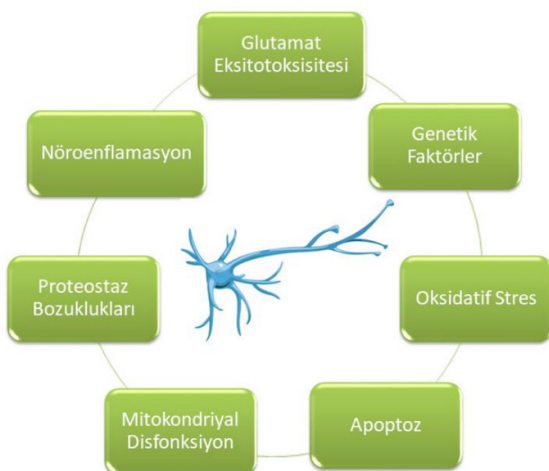 Glutamat
Eksitotoksisitesi
Genetik
Faktörler
Oksidatif Stres
Apoptoz
Mitokondriyal
Disfonksiyon
Proteostaz
Bozuklukları
Nöroenflamasyon